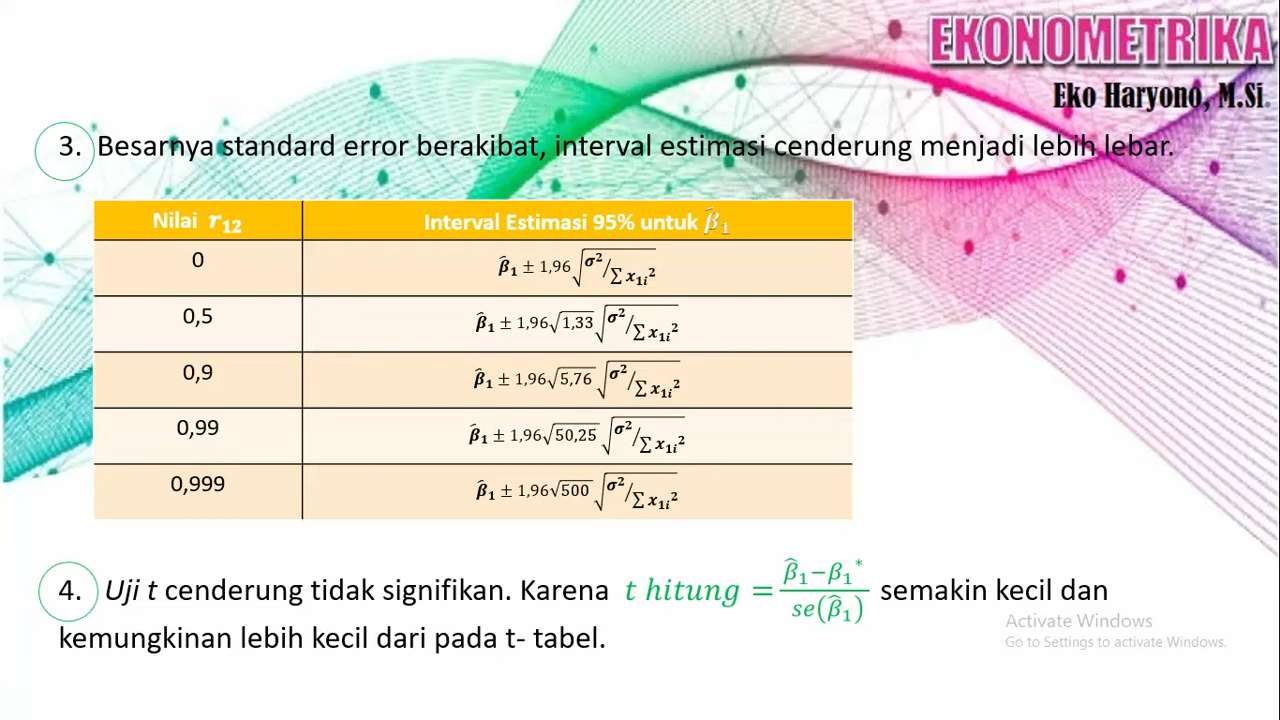 EKONOMETRIKA
Eko Haryono, M.Si.
3. Besarnya standard error berakibat, interval estimasi cenderung menjadi lebih lebar.
Nilai r₁₂ Interval Estimasi 95% untuk β̂₁
0 β̂₁ ± 1,96√(σ²/∑x₁ᵢ²)
0,5 β̂₁ ± 1,96√1,33 √(σ²/∑x₁ᵢ²)
0,9 β̂₁ ± 1,96√5,76 √(σ²/∑x₁ᵢ²)
0,99 β̂₁ ± 1,96√50,25 √(σ²/∑x₁ᵢ²)
0,999 β̂₁ ± 1,96√500 √(σ²/∑x₁ᵢ²)
4. Uji t cenderung tidak signifikan. Karena t hitung = (β̂₁−β₁*)/se(β̂₁) semakin kecil dan
kemungkinan lebih kecil dari pada t- tabel.
Activate Windows
Go to Settings to activate Windows.